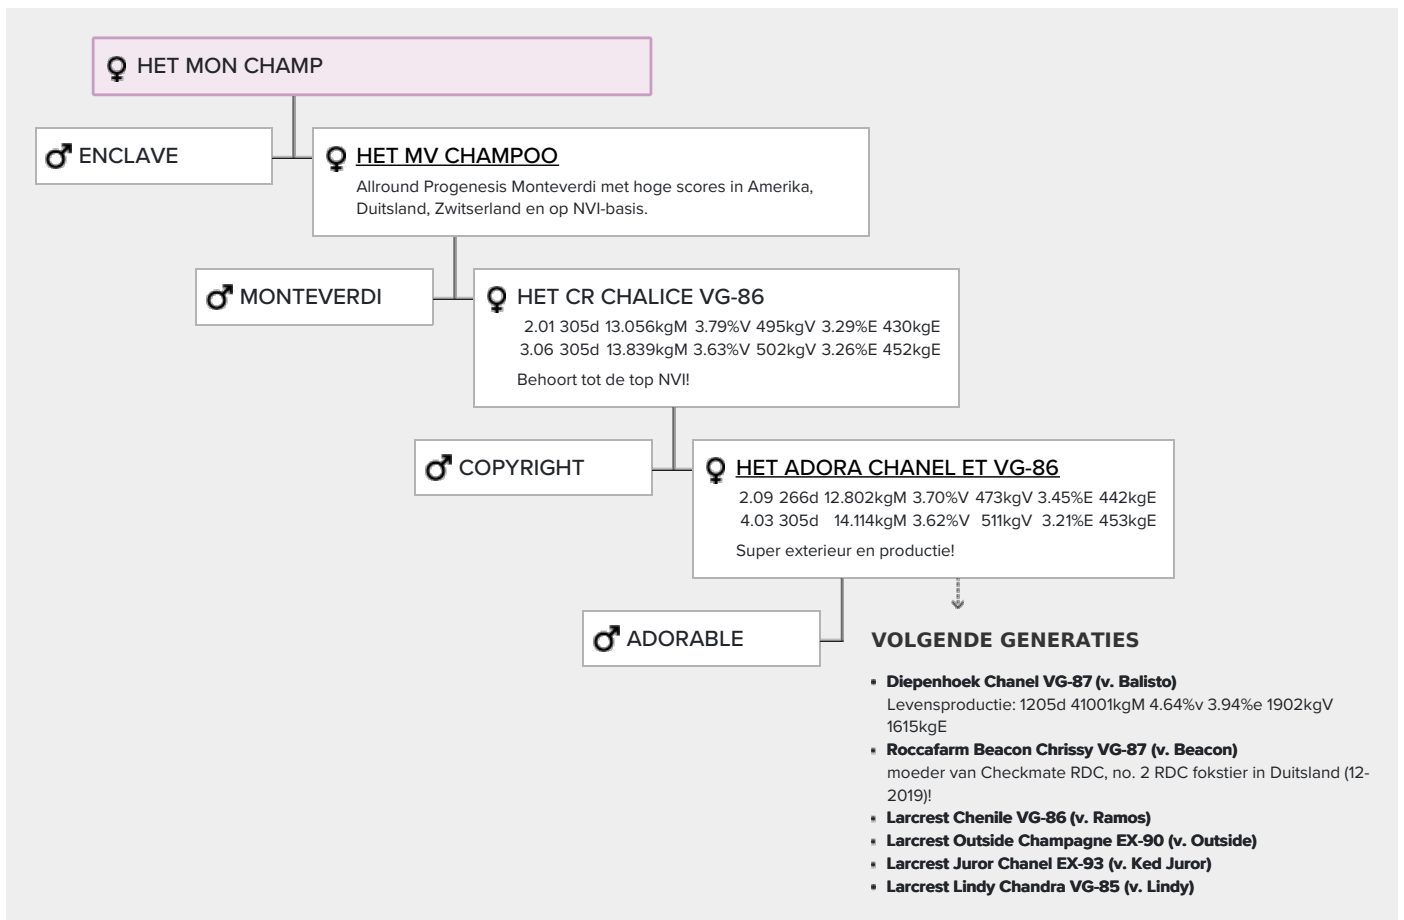 HET MON CHAMP
ENCLAVE
HET MV CHAMPOO
Allround Progenesis Monteverdi met hoge scores in Amerika,
Duitsland, Zwitserland en op NVI-basis.
MONTEVERDI
HET CR CHALICE VG-86
2.01 305d 13.056kgM 3.79%V 495kgV 3.29%E 430kgE
3.06 305d 13.839kgM 3.63%V 502kgV 3.26%E 452kgE
Behoort tot de top NVI!
COPYRIGHT
HET ADORA CHANEL ET VG-86
2.09 266d 12.802kgM 3.70%V 473kgV 3.45%E 442kgE
4.03 305d 14.114kgM 3.62%V 511kgV 3.21%E 453kgE
Super exterieur en productie!
ADORABLE
VOLGENDE GENERATIES
Diepenhoek Chanel VG-87 (v. Balisto)
Levensproductie: 1205d 41001kgM 4.64%v 3.94%e 1902kgV
1615kgE
Roccafarm Beacon Chrissy VG-87 (v. Beacon)
moeder van Checkmate RDC, no. 2 RDC fokstier in Duitsland (12-
2019)!
Larcrest Chenile VG-86 (v. Ramos)
Larcrest Outside Champagne EX-90 (v. Outside)
Larcrest Juror Chanel EX-93 (v. Ked Juror)
Larcrest Lindy Chandra VG-85 (v. Lindy)